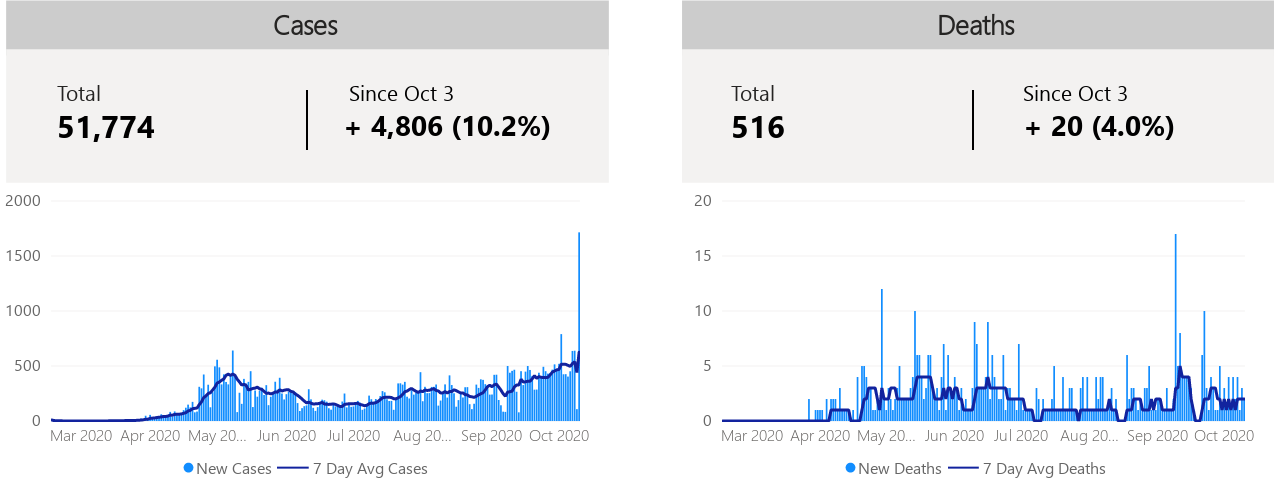 Cases
Total
Since Oct 3
51,774
+ 4,806 (10.2%)
2000
1500
1000
500
0
Mar 2020 Apr 2020 May 20... Jun 2020 Jul 2020 Aug 20... Sep 2020 Oct 2020
New Cases 7 Day Avg Cases
Deaths
Total
Since Oct 3
516
+ 20 (4.0%)
20
15
10
5
0
Mar 2020 Apr 2020 May 20... Jun 2020 Jul 2020 Aug 20... Sep 2020 Oct 2020
New Deaths 7 Day Avg Deaths